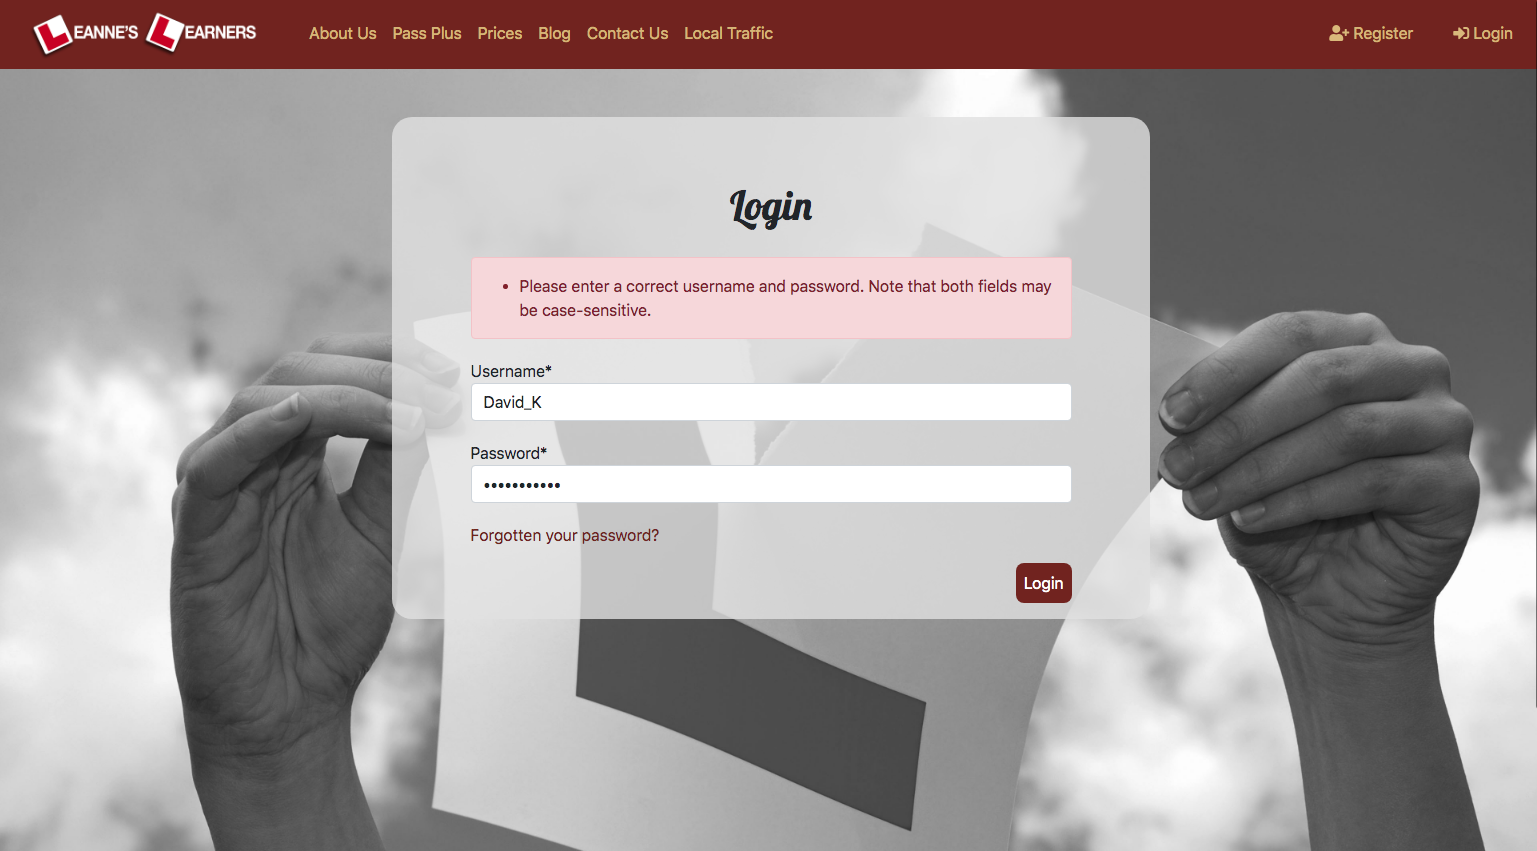 LEANNE'S LEARNERS
About Us Pass Plus Prices Blog Contact Us Local Traffic
Register Login
Login
• Please enter a correct username and password. Note that both fields may
be case-sensitive.
Username*
David_K
Password*
•••••••••••
Forgotten your password?
Login